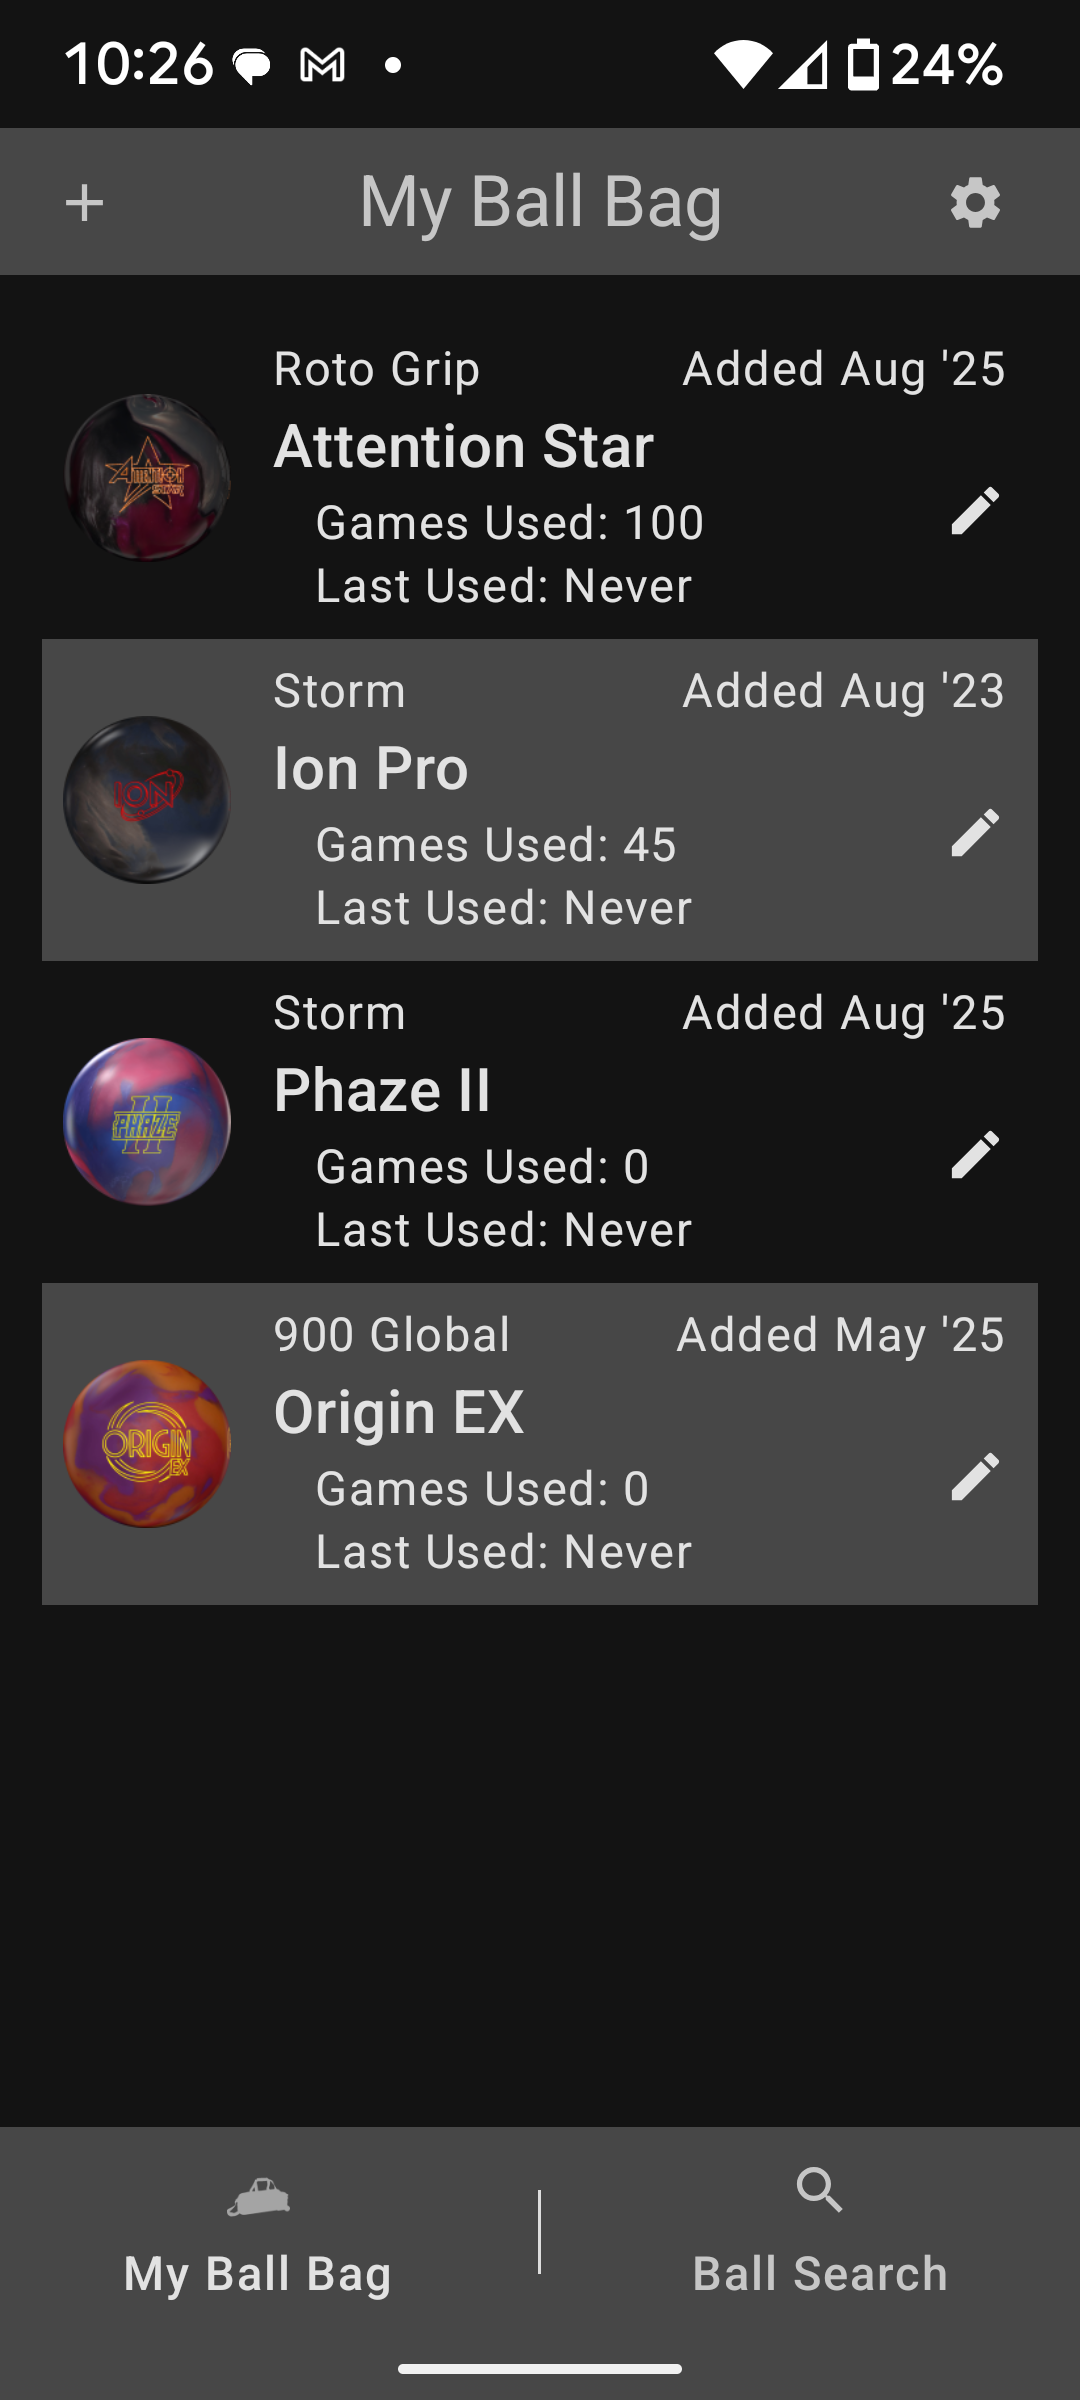 10:26
24%
My Ball Bag
Roto Grip Added Aug '25
Attention Star
Games Used: 100
Last Used: Never
ATTENTION
STAR
Storm Added Aug '23
Ion Pro
Games Used: 45
Last Used: Never
ION
Storm Added Aug '25
Phaze II
Games Used: 0
Last Used: Never
PHAZE
II
900 Global Added May '25
Origin EX
Games Used: 0
Last Used: Never
ORIGIN
EX
My Ball Bag
Ball Search